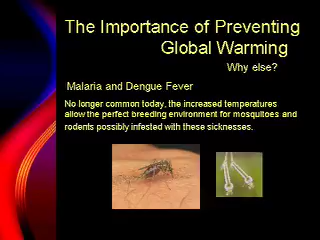 The Importance of Preventing
Global Warming
Why else?
Malaria and Dengue Fever
No longer common today, the increased temperatures
allow the perfect breeding environment for mosquitoes and
rodents possibly infested with these sicknesses.